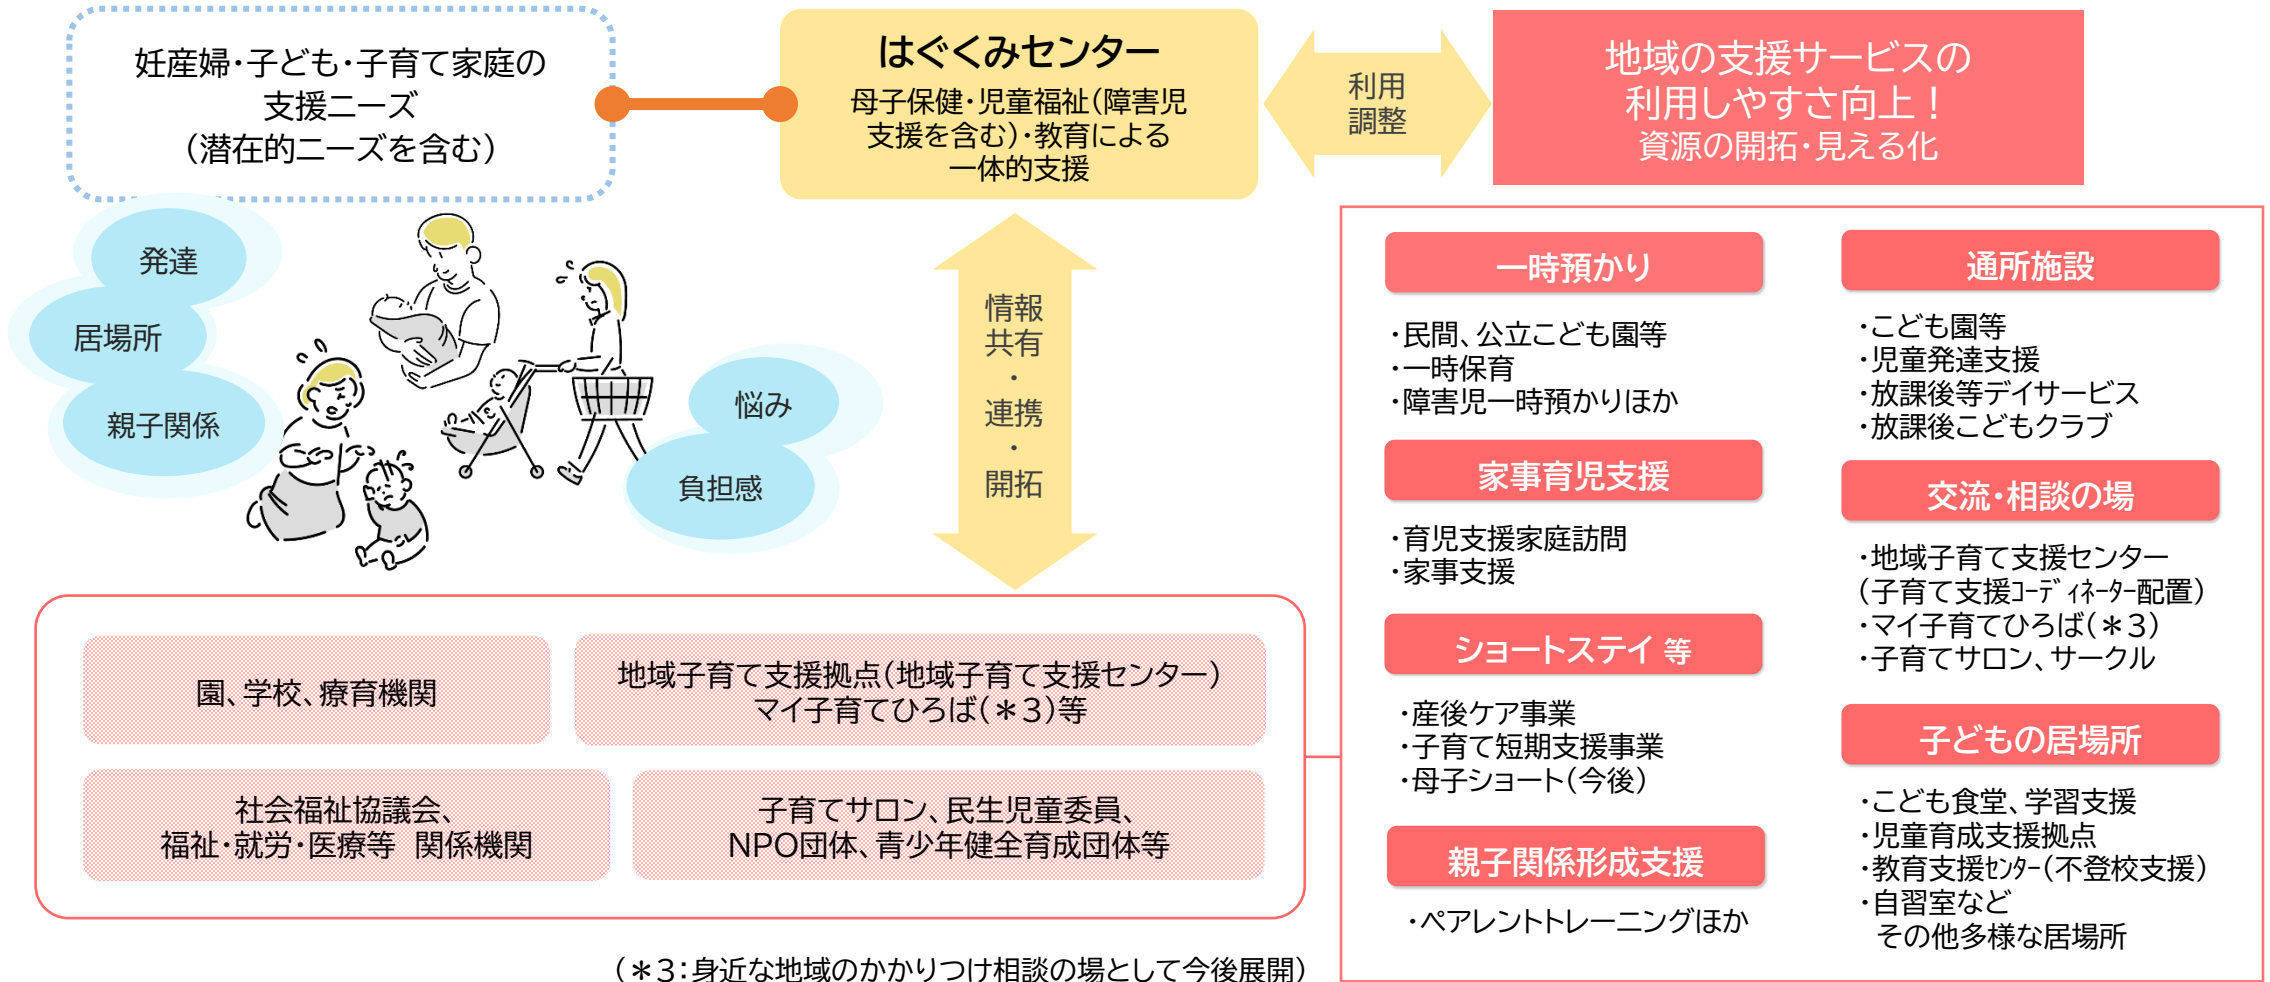 妊産婦・子ども・子育て家庭の
支援ニーズ
（潜在的ニーズを含む）
はぐくみセンター
母子保健・児童福祉（障害児
支援を含む）・教育による
一体的支援
利用
調整
地域の支援サービスの
利用しやすさ向上！
資源の開拓・見える化
発達
居場所
親子関係
悩み
負担感
情報
共有
・
連携
・
開拓
園、学校、療育機関
地域子育て支援拠点（地域子育て支援センター）
マイ子育てひろば（＊3）等
社会福祉協議会、
福祉・就労・医療等　関係機関
子育てサロン、民生児童委員、
NPO団体、青少年健全育成団体等
（＊3：身近な地域のかかりつけ相談の場として今後展開）
一時預かり
・民間、公立こども園等
・一時保育
・障害児一時預かりほか
家事育児支援
・育児支援家庭訪問
・家事支援
ショートステイ 等
・産後ケア事業
・子育て短期支援事業
・母子ショート（今後）
親子関係形成支援
・ペアレントトレーニングほか
通所施設
・こども園等
・児童発達支援
・放課後等デイサービス
・放課後こどもクラブ
交流・相談の場
・地域子育て支援センター
（子育て支援ｺｰﾃﾞｨﾈｰﾀｰ配置）
・マイ子育てひろば（＊3）
・子育てサロン、サークル
子どもの居場所
・こども食堂、学習支援
・児童育成支援拠点
・教育支援ｾﾝﾀｰ（不登校支援）
・自習室など
その他多様な居場所